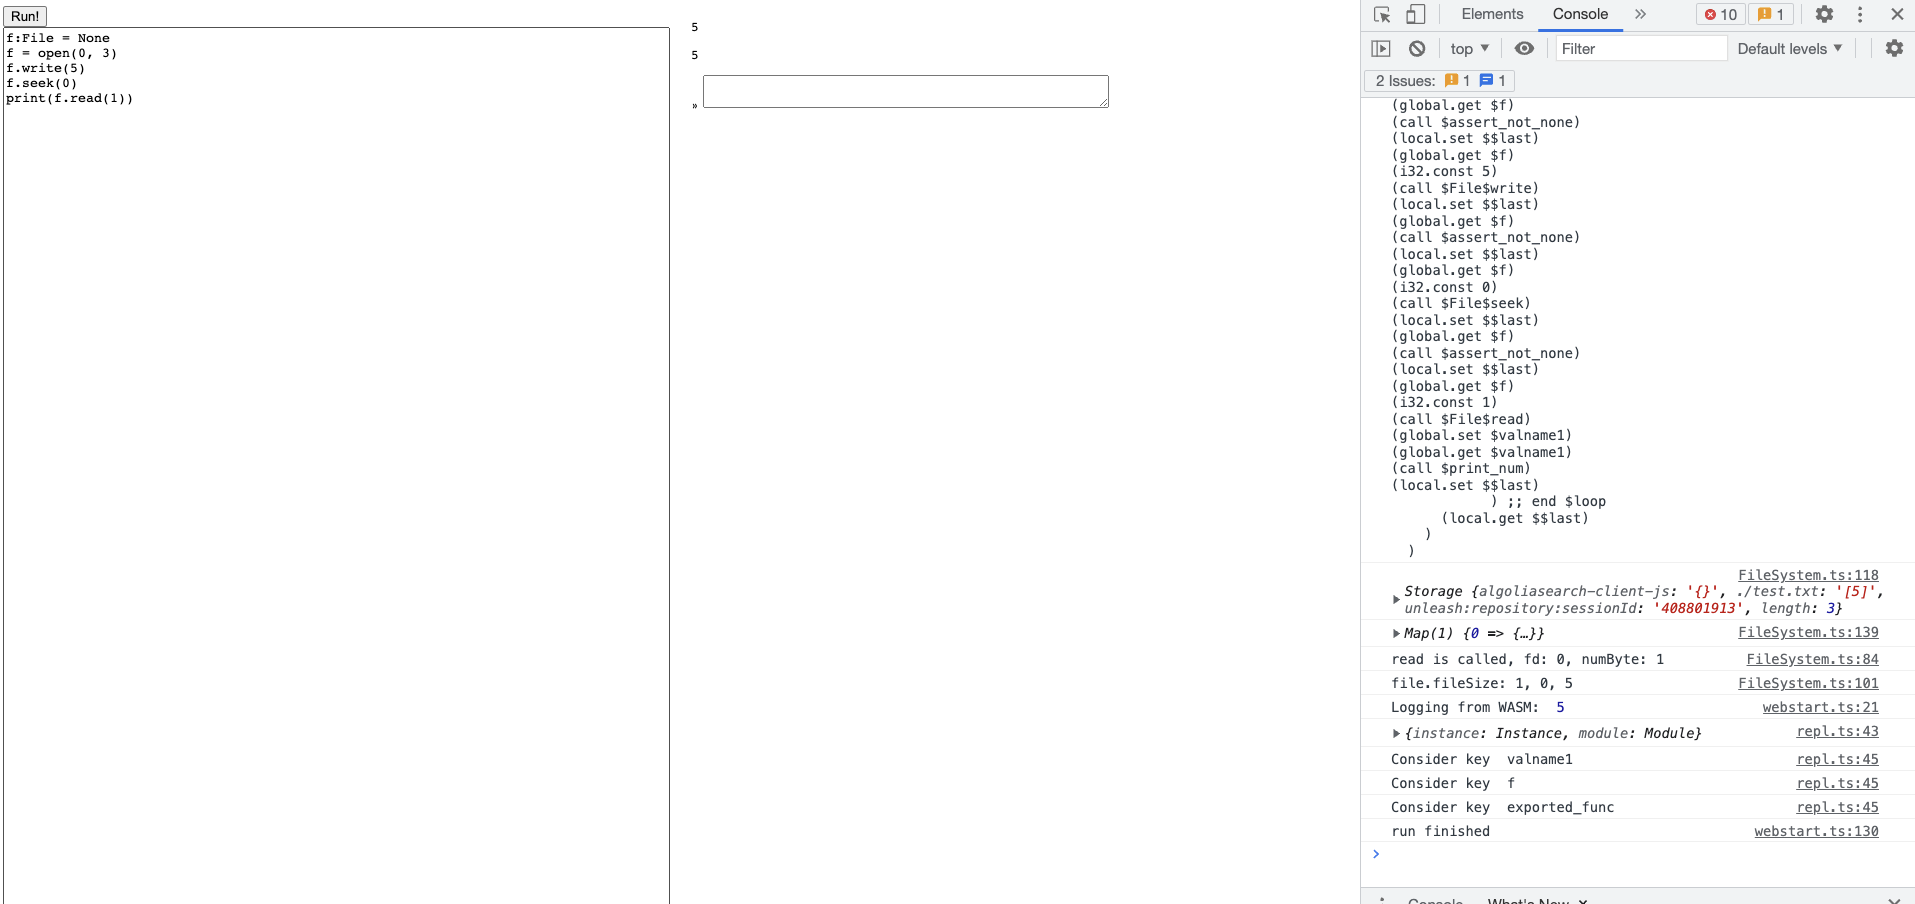 Run!
f:File = None
f = open(0, 3)
f.write(5)
f.seek(0)
print(f.read(1))
5
5
»
Elements Console » 10 1
top ▼ Filter Default levels ▼
2 Issues: 1 1
(global.get $f)
(call $assert_not_none)
(local.set $$last)
(global.get $f)
(i32.const 5)
(call $File$write)
(local.set $$last)
(global.get $f)
(call $assert_not_none)
(local.set $$last)
(global.get $f)
(i32.const 0)
(call $File$seek)
(local.set $$last)
(global.get $f)
(call $assert_not_none)
(local.set $$last)
(global.get $f)
(i32.const 1)
(call $File$read)
(global.set $valname1)
(global.get $valname1)
(call $print_num)
(local.set $$last)
) ;; end $loop
(local.get $$last)
)
)
FileSystem.ts:118
Storage {algoliasearch-client-js: '{}', ./test.txt: '[5]',
unleash:repository:sessionId: '408801913', length: 3}
Map(1) {0 => {…}} FileSystem.ts:139
read is called, fd: 0, numByte: 1 FileSystem.ts:84
file.fileSize: 1, 0, 5 FileSystem.ts:101
Logging from WASM: 5 webstart.ts:21
{instance: Instance, module: Module} repl.ts:43
Consider key valname1 repl.ts:45
Consider key f repl.ts:45
Consider key exported_func repl.ts:45
run finished webstart.ts:130
Console What's New ×